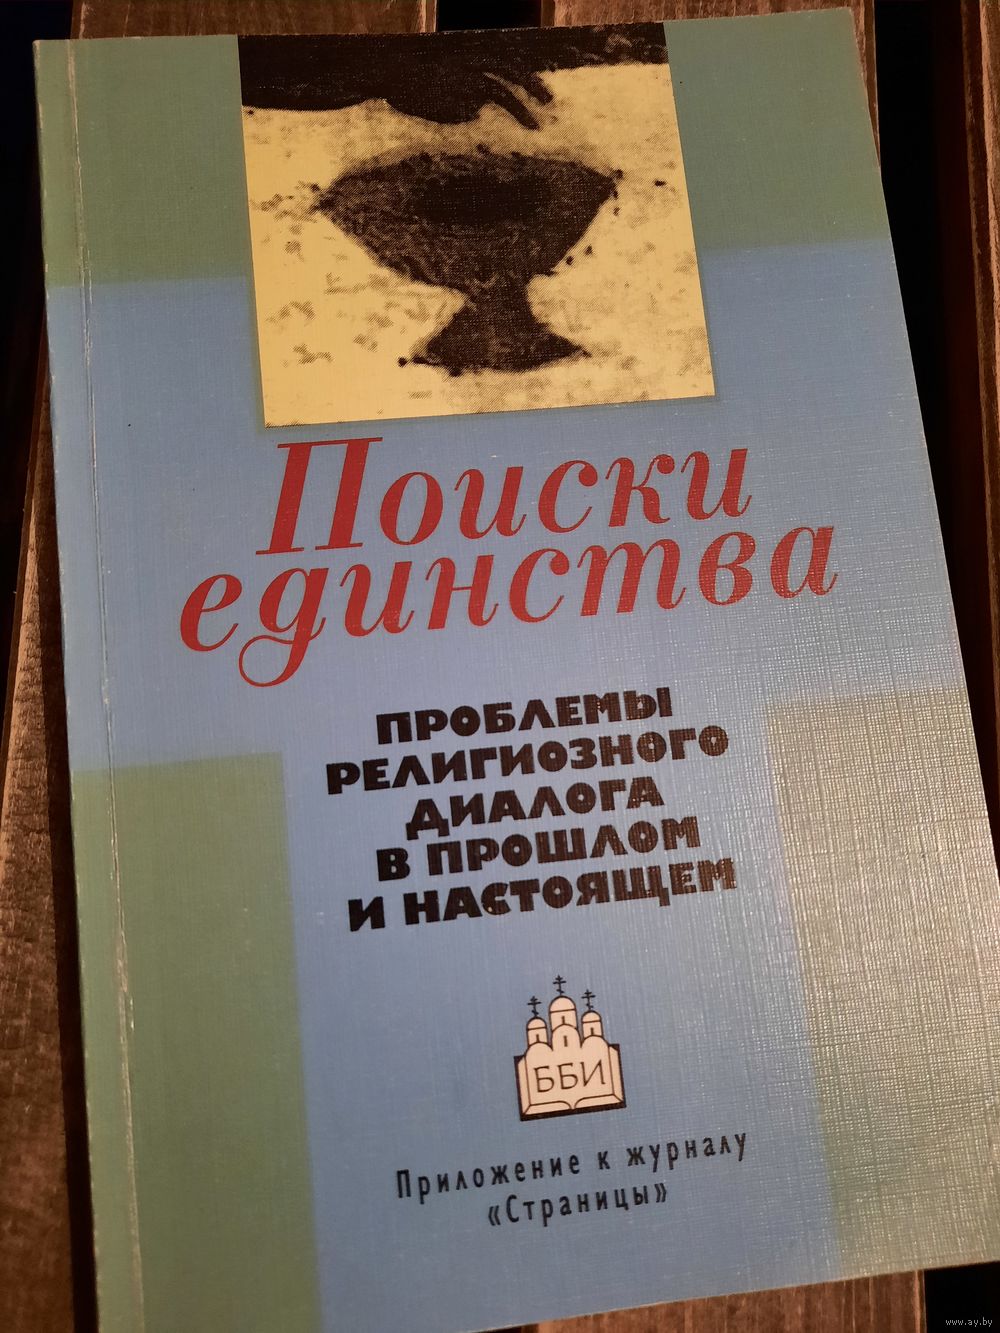 Поиски
единства
ПРОБЛЕМЫ
РЕЛИГИОЗНОГО
ДИАЛОГА
В ПРОШЛОМ
И НАСТОЯЩЕМ
ББИ
Приложение к журналу
«Страницы»
www.ay.by